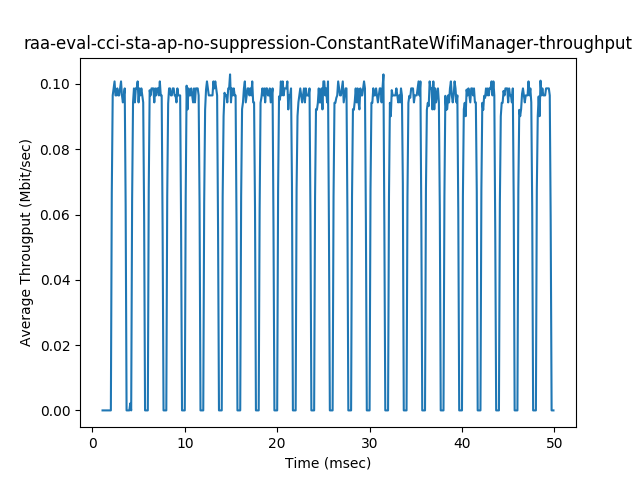 raa-eval-cci-sta-ap-no-suppression-ConstantRateWifiManager-throughput
0.10
0.08
0.06
0.04
0.02
0.00
Average Througput (Mbit/sec)
0 10 20 30 40 50
Time (msec)